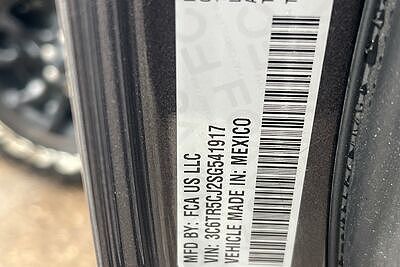 MFD BY: FCA US LLC
VIN: 3C6TR5CJ2SG541917
VEHICLE MADE IN: MEXICO